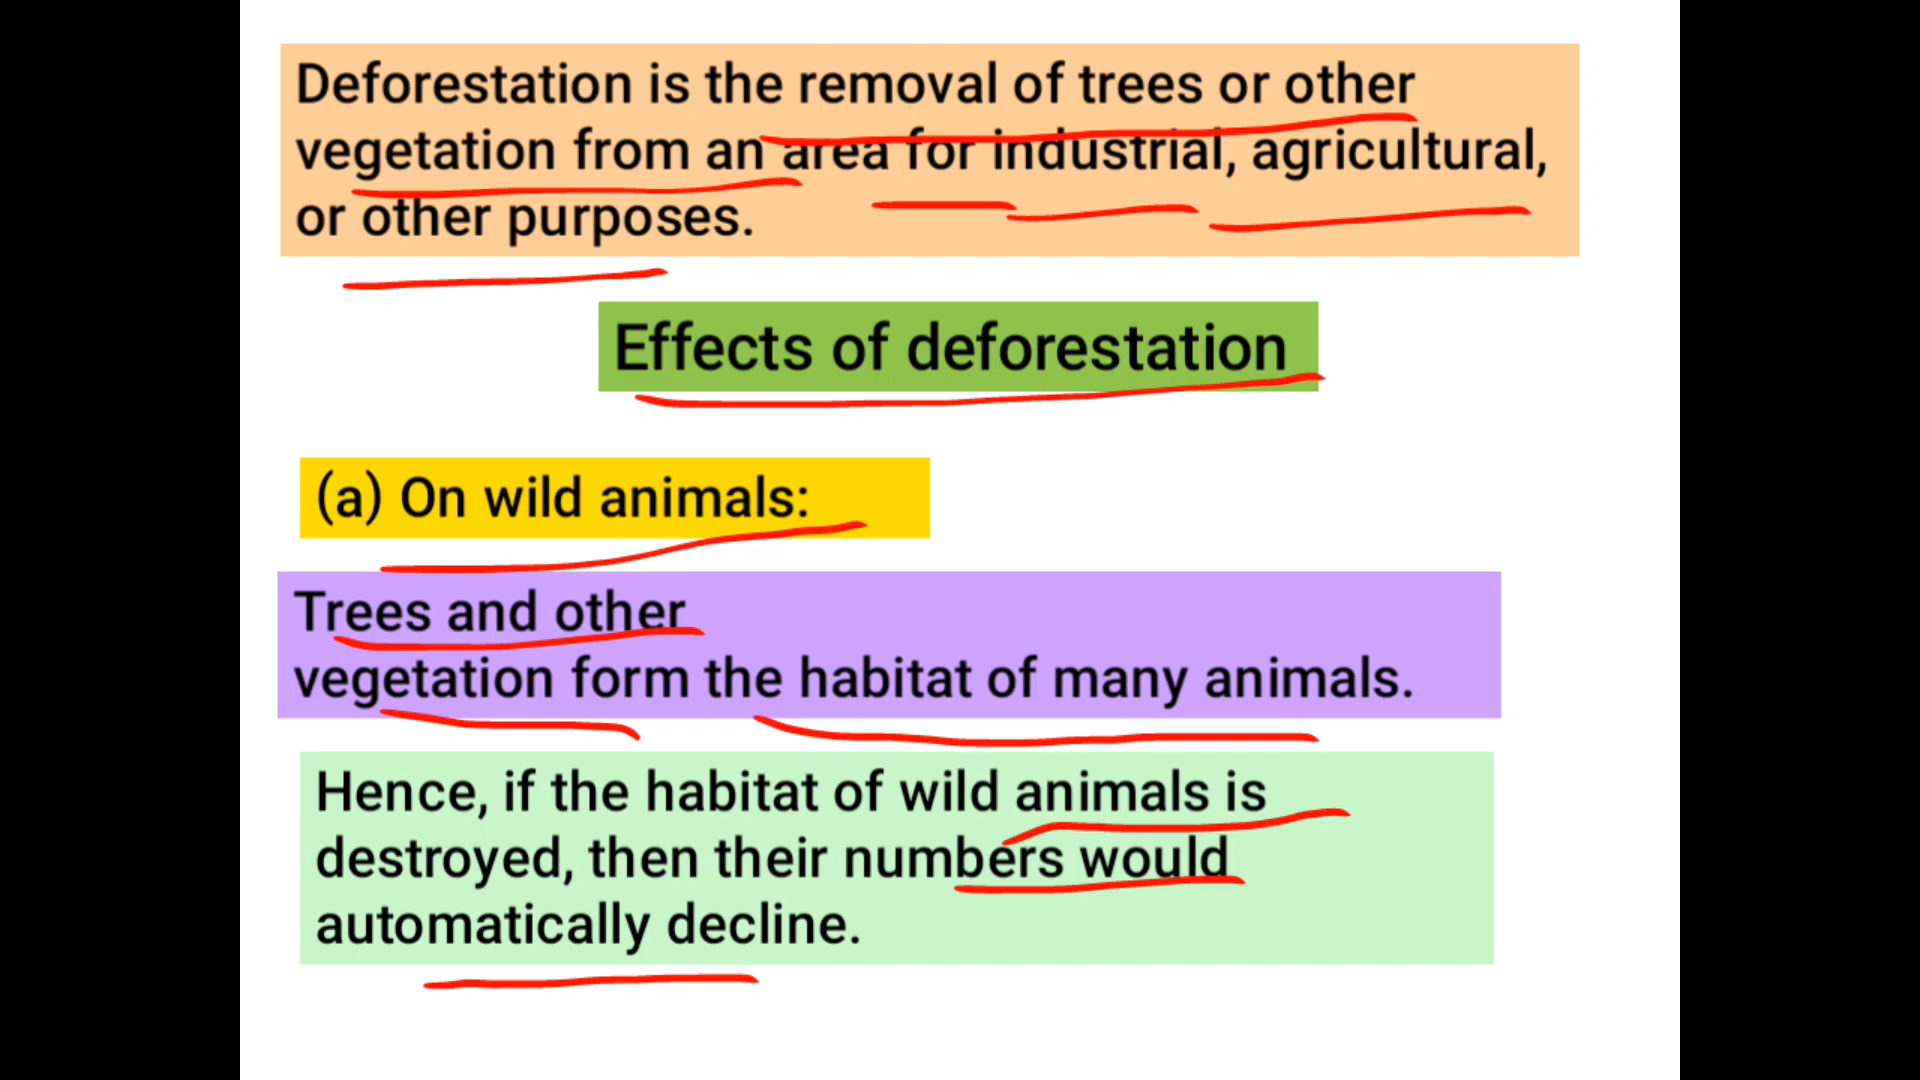 Deforestation is the removal of trees or other
vegetation from an area for industrial, agricultural,
or other purposes.
Effects of deforestation
(a) On wild animals:
Trees and other
vegetation form the habitat of many animals.
Hence, if the habitat of wild animals is
destroyed, then their numbers would
automatically decline.